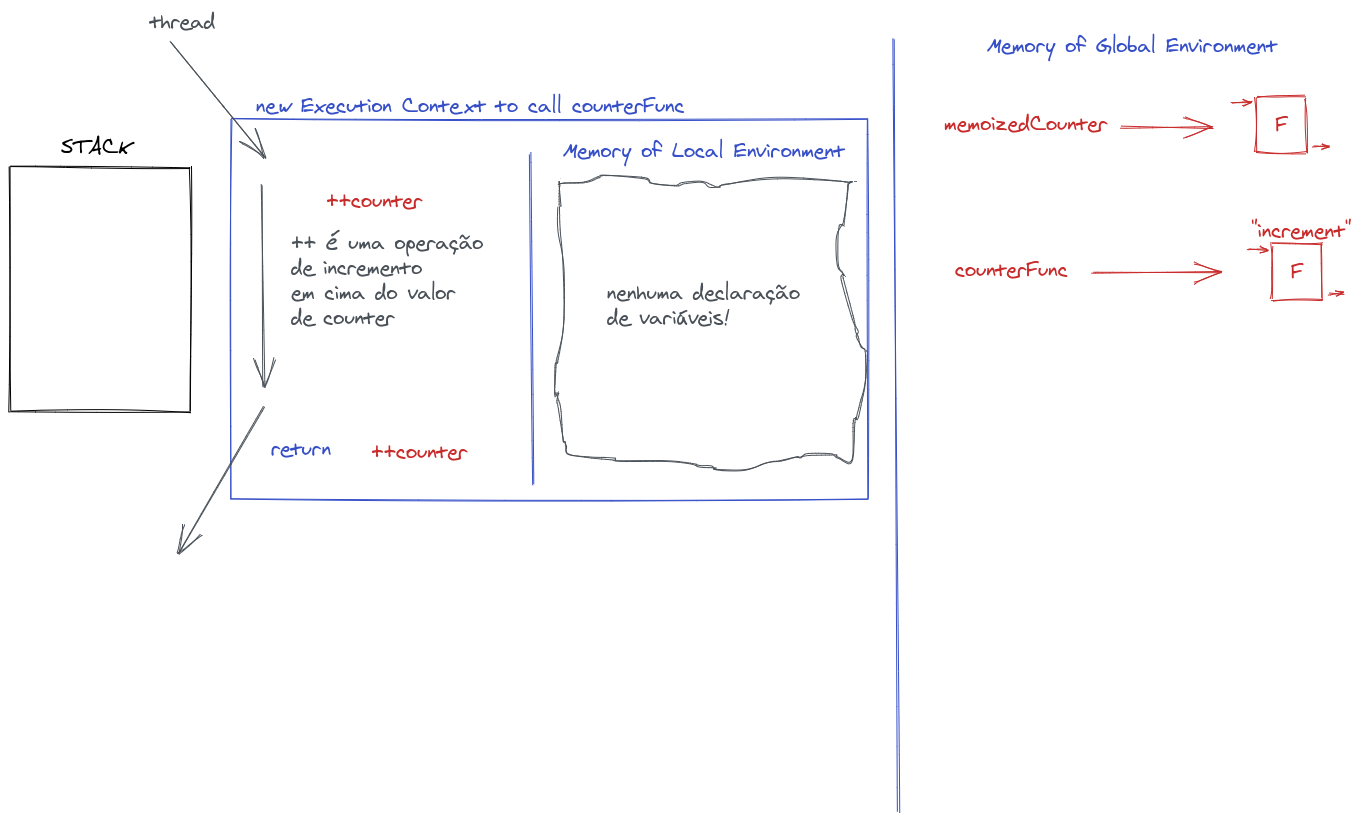 thread
new Execution Context to call counterFunc
STACK
++counter
++ é uma operação
de incremento
em cima do valor
de counter
return ++counter
Memory of Local Environment
nenhuma declaração
de variáveis!
Memory of Global Environment
memoizedCounter
F
"increment"
counterFunc
F